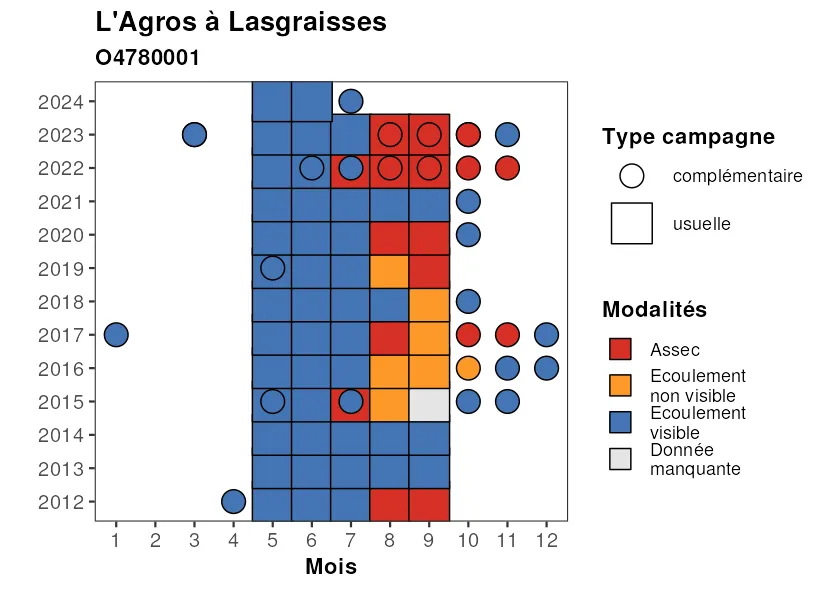 L'Agros à Lasgraisses
O4780001
2024
2023
2022
2021
2020
2019
2018
2017
2016
2015
2014
2013
2012
1 2 3 4 5 6 7 8 9 10 11 12
Mois
Type campagne
complémentaire
usuelle
Modalités
Assec
Ecoulement
non visible
Ecoulement
visible
Donnée
manquante